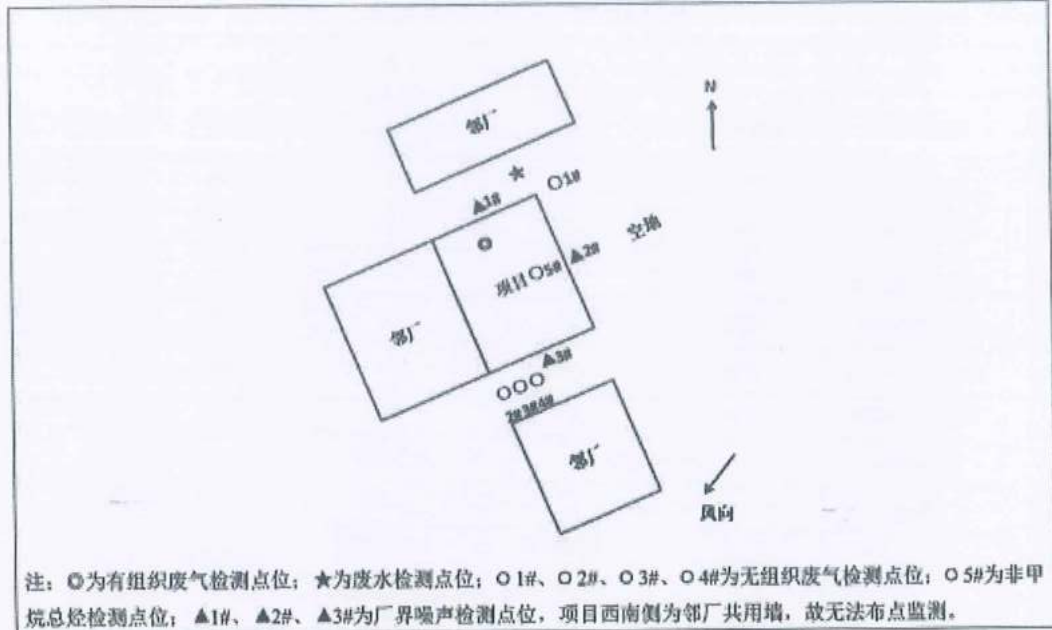 邻厂
N
★
○1#
▲1#
空地
◎
▲2#
项目○5#
邻厂
▲3#
○○○
2#3#4#
邻厂
风向
注：◎为有组织废气检测点位；★为废水检测点位；○1#、○2#、○3#、○4#为无组织废气检测点位；○5#为非甲
烷总烃检测点位；▲1#、▲2#、▲3#为厂界噪声检测点位，项目西南侧为邻厂共用墙，故无法布点监测。